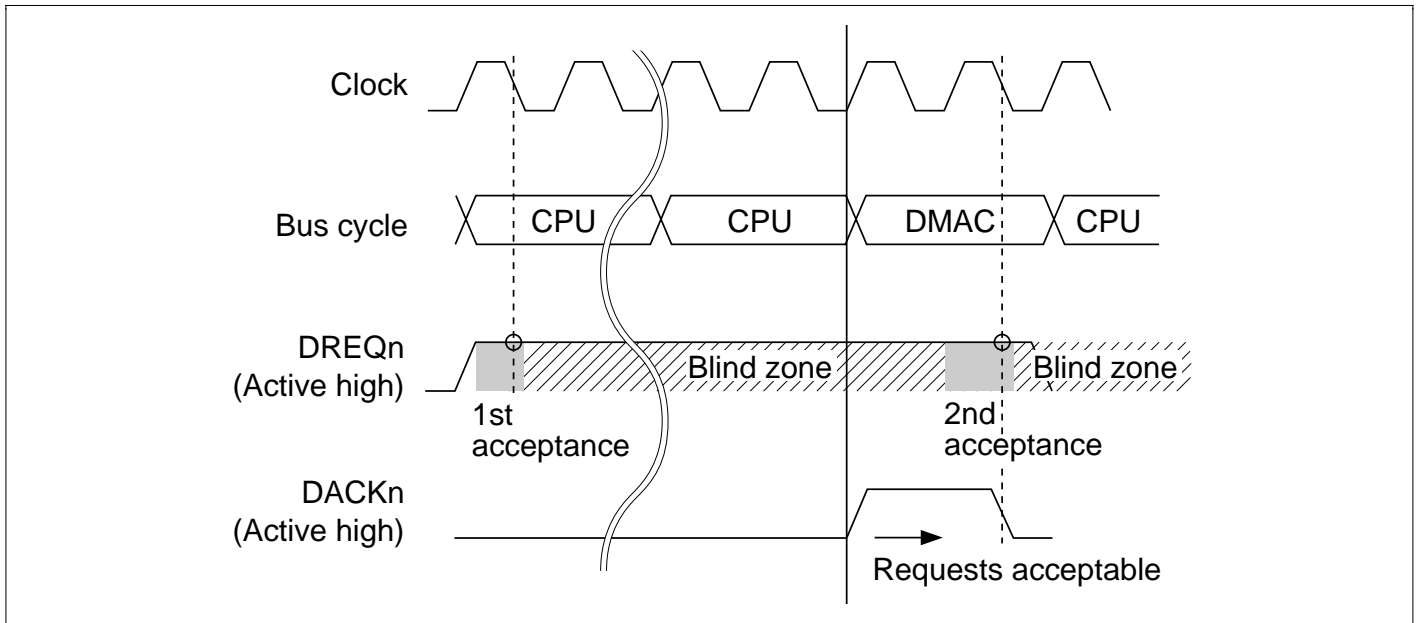 Clock
Bus cycle
CPU
CPU
DMAC
CPU
DREQn
(Active high)
Blind zone
Blind zone
1st
acceptance
2nd
acceptance
DACKn
(Active high)
Requests acceptable